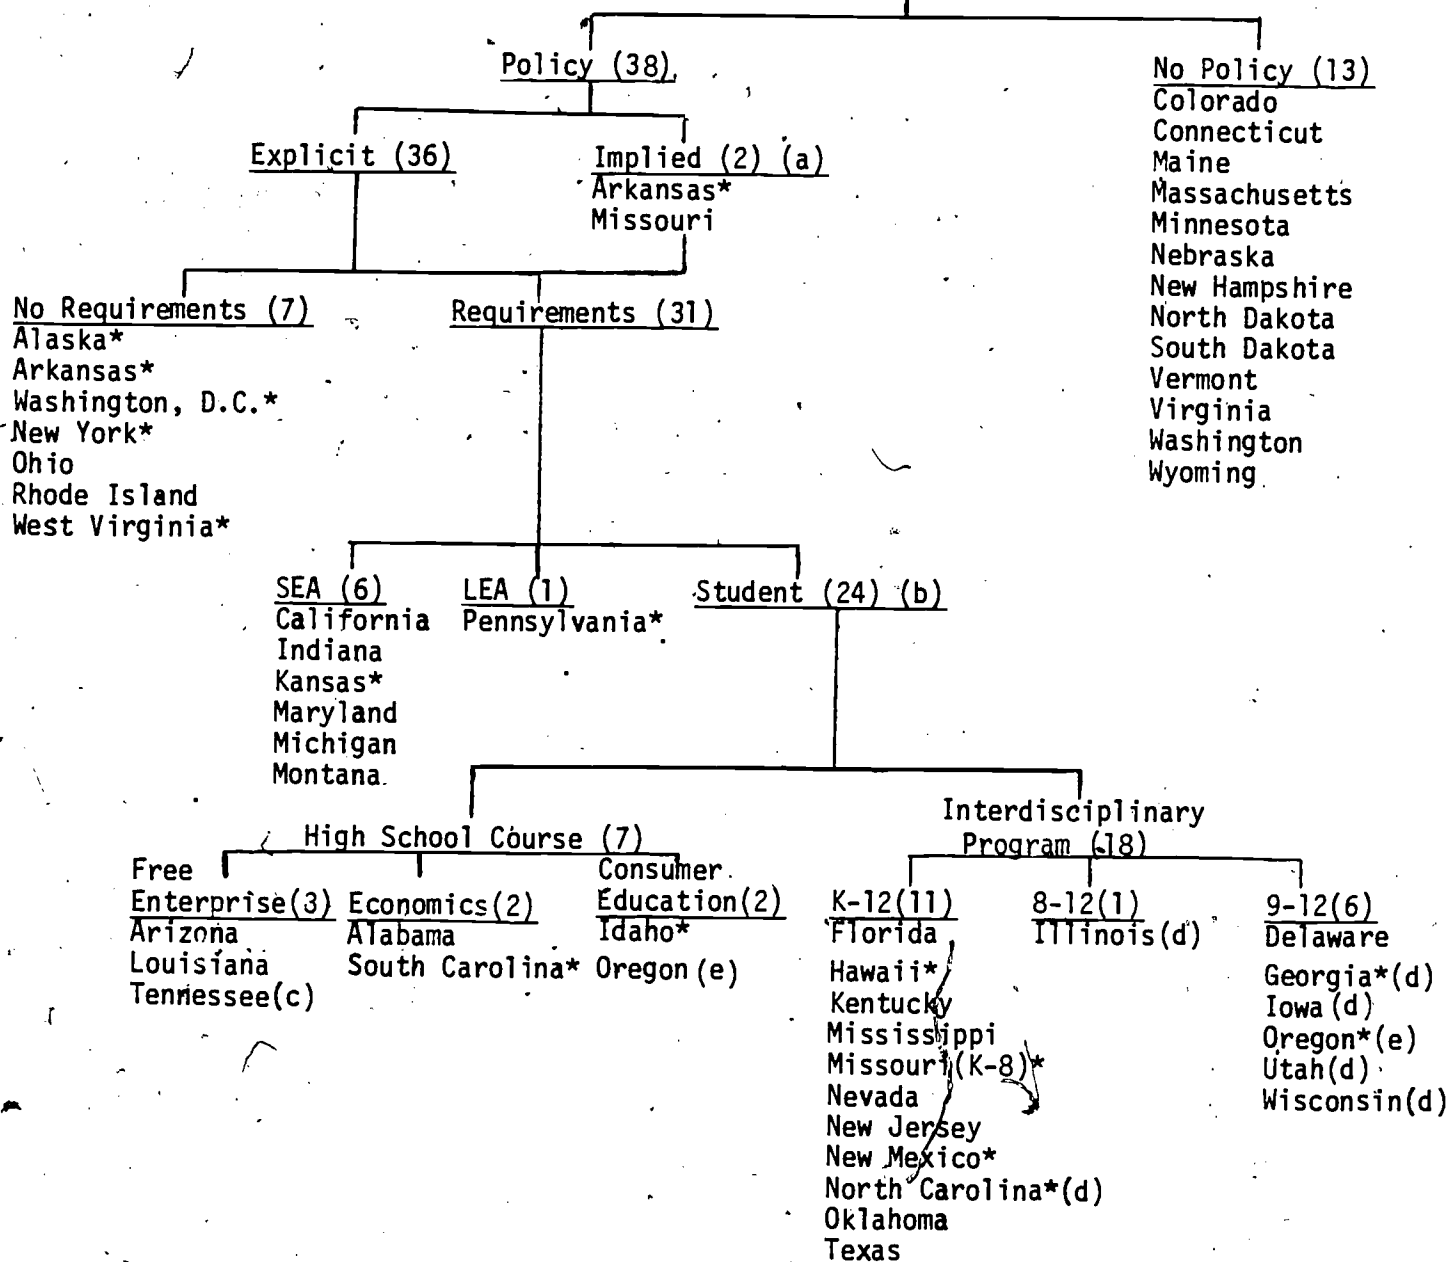 Policy (38)
No Policy (13)
Colorado
Connecticut
Maine
Massachusetts
Minnesota
Nebraska
New Hampshire
North Dakota
South Dakota
Vermont
Virginia
Washington
Wyoming
Explicit (36)
Implied (2) (a)
Arkansas*
Missouri
No Requirements (7)
Alaska*
Arkansas*
Washington, D.C.*
New York*
Ohio
Rhode Island
West Virginia*
Requirements (31)
SEA (6)
California
Indiana
Kansas*
Maryland
Michigan
Montana
LEA (1)
Pennsylvania*
Student (24) (b)
High School Course (7)
Free
Enterprise(3)
Arizona
Louisiana
Tennessee(c)
Economics(2)
Alabama
South Carolina*
Consumer
Education(2)
Idaho*
Oregon(e)
Interdisciplinary
Program (18)
K-12(11)
Florida
Hawaii*
Kentucky
Mississippi
Missouri(K-8)*
Nevada
New Jersey
New Mexico*
North Carolina*(d)
Oklahoma
Texas
8-12(1)
Illinois(d)
9-12(6)
Delaware
Georgia*(d)
Iowa(d)
Oregon*(e)
Utah(d)
Wisconsin(d)